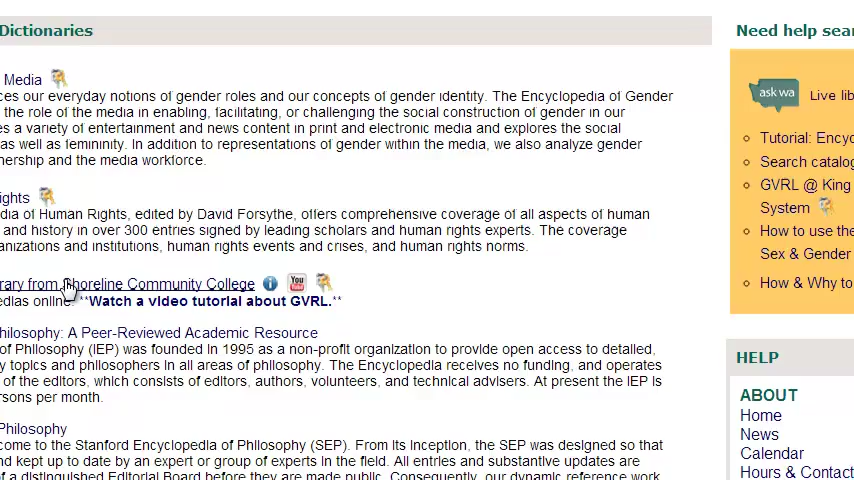 Dictionaries
Media
ces our everyday notions of gender roles and our concepts of gender identity. The Encyclopedia of Gender
the role of the media in enabling, facilitating, or challenging the social construction of gender in our
es a variety of entertainment and news content in print and electronic media and explores the social
as well as femininity. In addition to representations of gender within the media, we also analyze gender
nership and the media workforce.
ights
dia of Human Rights, edited by David Forsythe, offers comprehensive coverage of all aspects of human
and history in over 300 entries signed by leading scholars and human rights experts. The coverage
anizations and institutions, human rights events and crises, and human rights norms.
rary from Shoreline Community College
edias online. **Watch a video tutorial about GVRL.**
hilosophy: A Peer-Reviewed Academic Resource
of Philosophy (IEP) was founded in 1995 as a non-profit organization to provide open access to detailed,
y topics and philosophers in all areas of philosophy. The Encyclopedia receives no funding, and operates
of the editors, which consists of editors, authors, volunteers, and technical advisers. At present the IEP is
rsons per month.
Philosophy
come to the Stanford Encyclopedia of Philosophy (SEP). From its inception, the SEP was designed so that
nd kept up to date by an expert or group of experts in the field. All entries and substantive updates are
of a distinguished Editorial Board before they are made public. Consequently, our dynamic reference work
Need help sear
ask wa
Live lib
Tutorial: Ency
Search catalog
GVRL @ King
System
How to use the
Sex & Gender
How & Why to
HELP
ABOUT
Home
News
Calendar
Hours & Contact